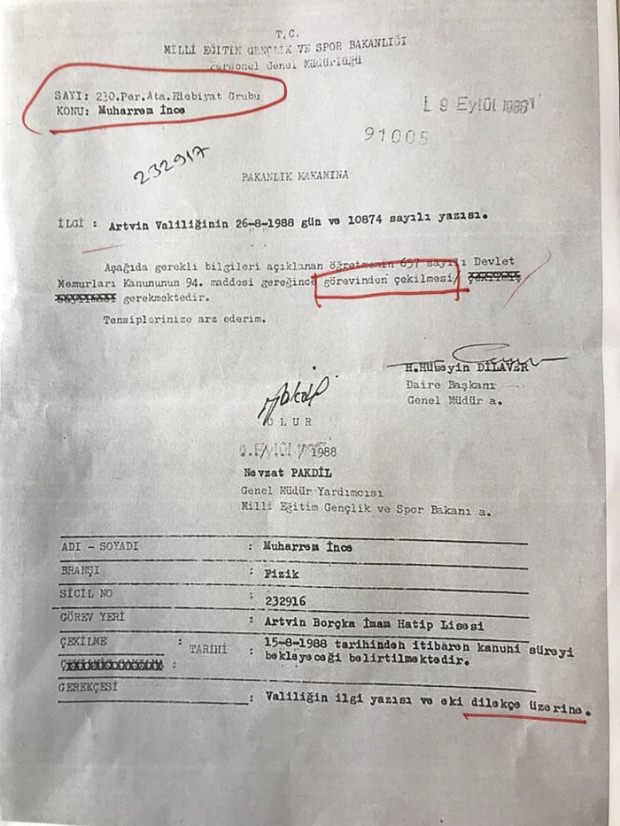 T.C.
MİLLİ EĞİTİN GENÇLİK VE SPOR BAKANLIĞI
Personel Genel Müdürlüğü
SAYI: 230.Per.Ata.Edebiyat Grubu
KONU: Muharrem İnce
9 Eylül 1988
91005
232917
BAKANLIK MAKAMINA
İLGİ : Artvin Valiliğinin 26-8-1988 gün ve 10874 sayılı yazısı.
Aşağıda gerekli bilgileri açıklanan öğretmenin 657 sayılı Devlet
Memurları Kanununun 94. maddesi gereğince görevinden çekilmesi/
gerekmektedir.
Tensiplerinize arz ederim.
H.Hüseyin DİLAVER
Daire Başkanı
Genel Müdür a.
OLUR
EYLÜL 1988
Nevzat PAKDİL
Genel Müdür Yardımcısı
Milli Eğitim Gençlik ve Spor Bakanı a.
ADI - SOYADI : Muharrem İnce
BRANŞI : Fizik
SİCİL NO : 232916
GÖREV YERİ : Artvin Borçka İmam Hatip Lisesi
ÇEKİLME : TARİHİ : 15-8-1988 tarihinden itibaren kanuni süreyi
: bekleyeceği belirtilmektedir.
GEREKÇESİ : Valiliğin ilgi yazısı ve eki dilekçe üzerine.